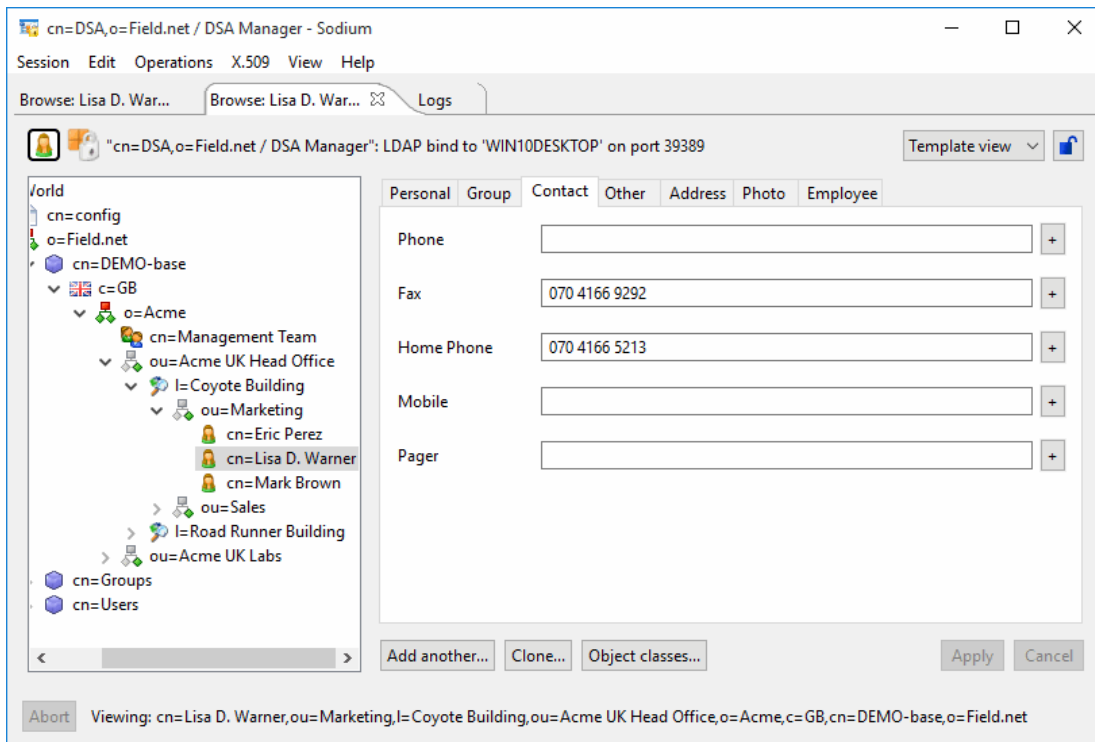 cn=DSA,o=Field.net / DSA Manager - Sodium
Session Edit Operations X.509 View Help
Browse: Lisa D. War... Browse: Lisa D. War... Logs
"cn=DSA,o=Field.net / DSA Manager": LDAP bind to 'WIN10DESKTOP' on port 39389 Template view
World
cn=config
o=Field.net
cn=DEMO-base
c=GB
o=Acme
cn=Management Team
ou=Acme UK Head Office
l=Coyote Building
ou=Marketing
cn=Eric Perez
cn=Lisa D. Warner
cn=Mark Brown
ou=Sales
l=Road Runner Building
ou=Acme UK Labs
cn=Groups
cn=Users
Personal Group Contact Other Address Photo Employee
Phone +
Fax 070 4166 9292 +
Home Phone 070 4166 5213 +
Mobile +
Pager +
Add another... Clone... Object classes... Apply Cancel
Abort Viewing: cn=Lisa D. Warner,ou=Marketing,l=Coyote Building,ou=Acme UK Head Office,o=Acme,c=GB,cn=DEMO-base,o=Field.net